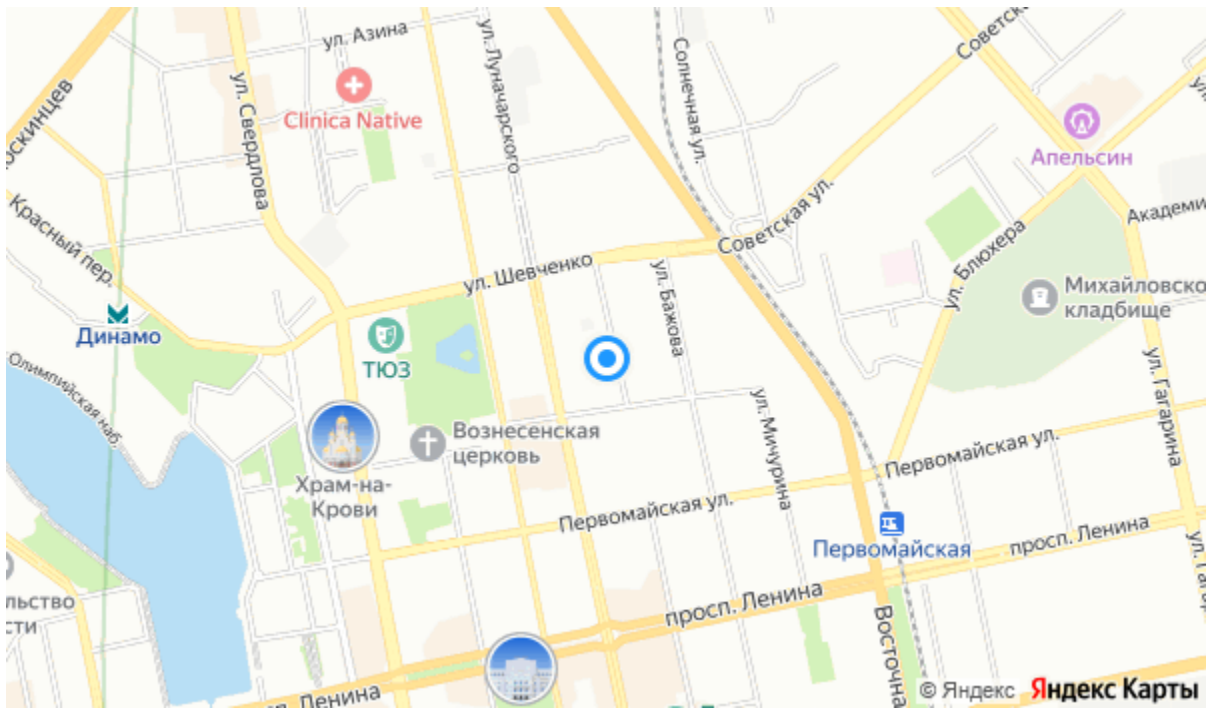 ул. Азина
ул. Луначарского
Солнечная ул.
Советска
ул. Свердлова
Clinica Native
Апельсин
Красный пер.
Советская ул.
Академи
ул. Блюхера
ул. Шевченко
ул. Бажова
Михайловско
кладбище
Динамо
ТЮЗ
Олимпийская наб.
ул. Гагарина
ул. Мичурина
Вознесенская
церковь
Храм-на-
Крови
Первомайская ул.
Первомайская ул.
Первомайская
просп. Ленина
просп. Ленина
льство
сти
Восточна
сп. Ленина
© Яндекс Яндекс Карты